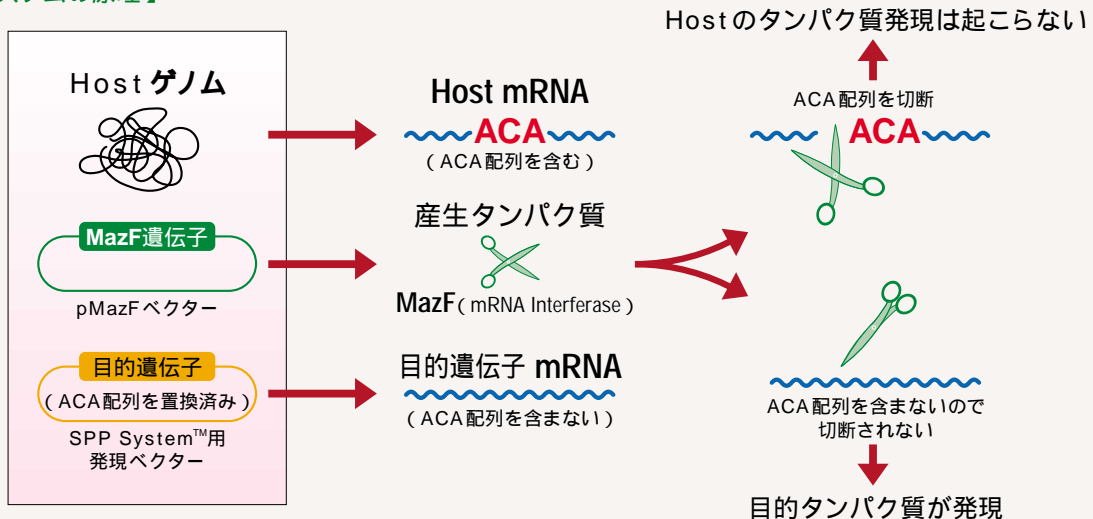 Hostのタンパク質発現は起こらない
Host ゲノム
Host mRNA
ACA
(ACA配列を含む)
ACA配列を切断
ACA
MazF遺伝子
pMazFベクター
産生タンパク質
MazF(mRNA Interferase)
目的遺伝子
(ACA配列を置換済み)
SPP System™用
発現ベクター
目的遺伝子 mRNA
(ACA配列を含まない)
ACA配列を含まないので
切断されない
目的タンパク質が発現